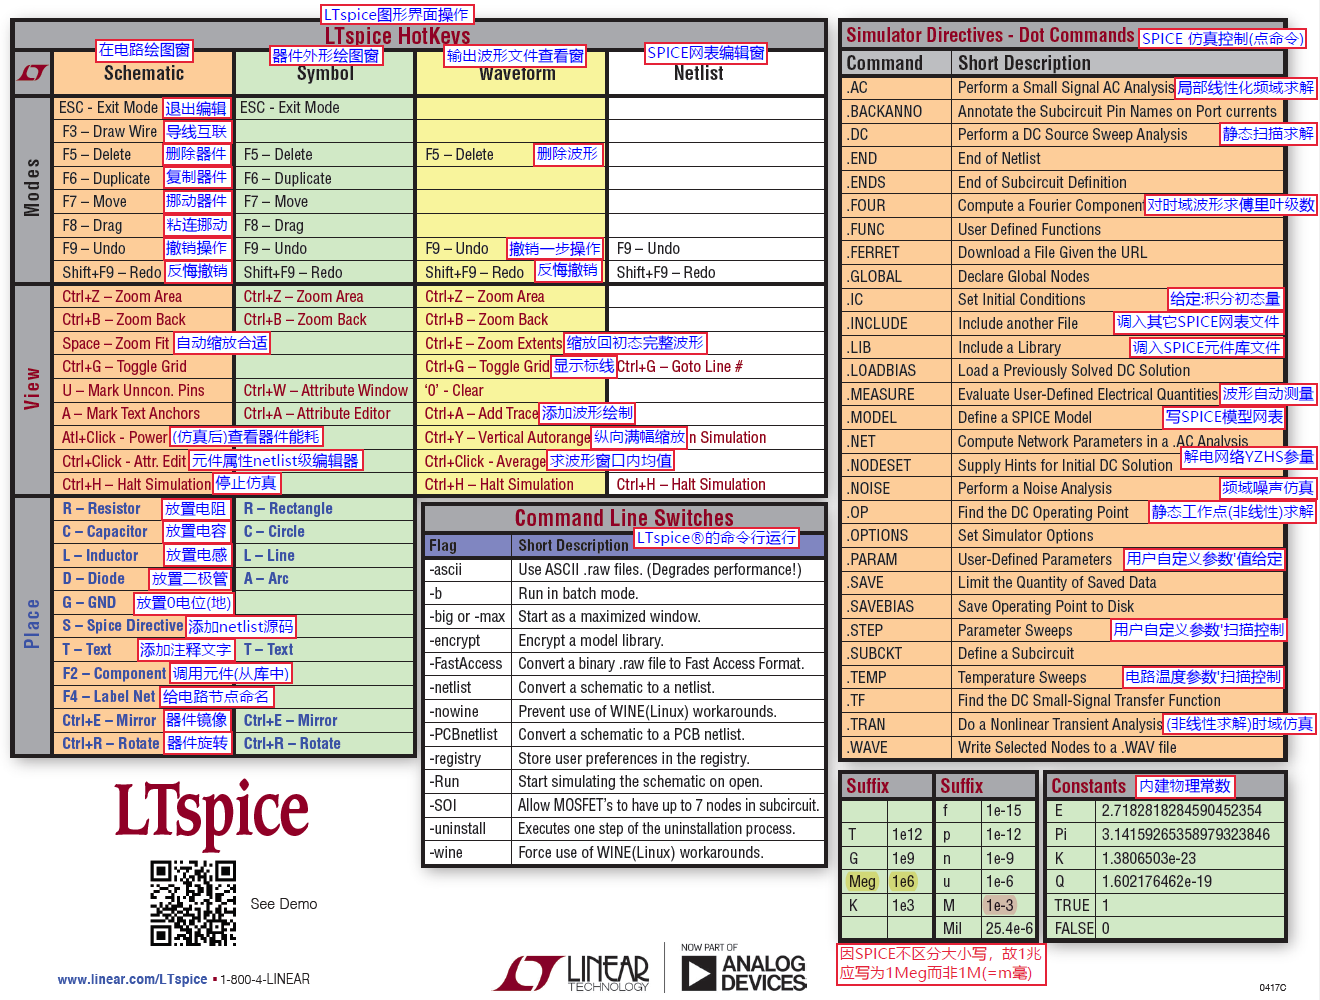 LTspice图形界面操作
LTspice HotKeys
在电路绘图窗 器件外形绘图窗 输出波形文件查看窗 SPICE网表编辑窗
Schematic Symbol Waveform Netlist
Modes
ESC - Exit Mode 退出编辑 ESC - Exit Mode
F3 – Draw Wire 导线互联
F5 – Delete 删除器件 F5 – Delete F5 – Delete 删除波形
F6 – Duplicate 复制器件 F6 – Duplicate
F7 – Move 挪动器件 F7 – Move
F8 – Drag 粘连挪动 F8 – Drag
F9 – Undo 撤销操作 F9 – Undo F9 – Undo 撤销一步操作 F9 – Undo
Shift+F9 – Redo 反悔撤销 Shift+F9 – Redo Shift+F9 – Redo 反悔撤销 Shift+F9 – Redo
View
Ctrl+Z – Zoom Area Ctrl+Z – Zoom Area Ctrl+Z – Zoom Area
Ctrl+B – Zoom Back Ctrl+B – Zoom Back Ctrl+B – Zoom Back
Space – Zoom Fit 自动缩放合适 Ctrl+E – Zoom Extents 缩放回初态完整波形
Ctrl+G – Toggle Grid Ctrl+G – Toggle Grid 显示标线 Ctrl+G – Goto Line #
U – Mark Unncon. Pins Ctrl+W – Attribute Window ‘0’ - Clear
A – Mark Text Anchors Ctrl+A – Attribute Editor Ctrl+A – Add Trace 添加波形绘制
Atl+Click - Power (仿真后)查看器件能耗 Ctrl+Y – Vertical Autorange 纵向满幅缩放 n Simulation
Ctrl+Click - Attr. Edit 元件属性netlist级编辑器 Ctrl+Click - Average 求波形窗口内均值
Ctrl+H – Halt Simulation 停止仿真 Ctrl+H – Halt Simulation Ctrl+H – Halt Simulation
Place
R – Resistor 放置电阻 R – Rectangle
C – Capacitor 放置电容 C – Circle
L – Inductor 放置电感 L – Line
D – Diode 放置二极管 A – Arc
G – GND 放置0电位(地)
S – Spice Directive 添加netlist源码
T – Text 添加注释文字 T – Text
F2 – Component 调用元件(从库中)
F4 – Label Net 给电路节点命名
Ctrl+E – Mirror 器件镜像 Ctrl+E – Mirror
Ctrl+R – Rotate 器件旋转 Ctrl+R – Rotate
Command Line Switches
LTspice®的命令行运行
Flag Short Description
-ascii Use ASCII .raw files. (Degrades performance!)
-b Run in batch mode.
-big or -max Start as a maximized window.
-encrypt Encrypt a model library.
-FastAccess Convert a binary .raw file to Fast Access Format.
-netlist Convert a schematic to a netlist.
-nowine Prevent use of WINE(Linux) workarounds.
-PCBnetlist Convert a schematic to a PCB netlist.
-registry Store user preferences in the registry.
-Run Start simulating the schematic on open.
-SOI Allow MOSFET’s to have up to 7 nodes in subcircuit.
-uninstall Executes one step of the uninstallation process.
-wine Force use of WINE(Linux) workarounds.
Simulator Directives - Dot Commands SPICE 仿真控制(点命令)
Command Short Description
.AC Perform a Small Signal AC Analysis 局部线性化频域求解
.BACKANNO Annotate the Subcircuit Pin Names on Port currents
.DC Perform a DC Source Sweep Analysis 静态扫描求解
.END End of Netlist
.ENDS End of Subcircuit Definition
.FOUR Compute a Fourier Component 对时域波形求傅里叶级数
.FUNC User Defined Functions
.FERRET Download a File Given the URL
.GLOBAL Declare Global Nodes
.IC Set Initial Conditions 给定:积分初态量
.INCLUDE Include another File 调入其它SPICE网表文件
.LIB Include a Library 调入SPICE元件库文件
.LOADBIAS Load a Previously Solved DC Solution
.MEASURE Evaluate User-Defined Electrical Quantities 波形自动测量
.MODEL Define a SPICE Model 写SPICE模型网表
.NET Compute Network Parameters in a .AC Analysis
解电网络YZHS参量
.NODESET Supply Hints for Initial DC Solution
.NOISE Perform a Noise Analysis 频域噪声仿真
.OP Find the DC Operating Point 静态工作点(非线性)求解
.OPTIONS Set Simulator Options
.PARAM User-Defined Parameters 用户自定义参数'值给定
.SAVE Limit the Quantity of Saved Data
.SAVEBIAS Save Operating Point to Disk
.STEP Parameter Sweeps 用户自定义参数'扫描控制
.SUBCKT Define a Subcircuit
.TEMP Temperature Sweeps 电路温度参数'扫描控制
.TF Find the DC Small-Signal Transfer Function
.TRAN Do a Nonlinear Transient Analysis (非线性求解)时域仿真
.WAVE Write Selected Nodes to a .WAV file
Suffix Suffix
f 1e-15
T 1e12 p 1e-12
G 1e9 n 1e-9
Meg 1e6 u 1e-6
K 1e3 M 1e-3
Mil 25.4e-6
因SPICE不区分大小写，故1兆
应写为1Meg而非1M(=m毫)
Constants 内建物理常数
E 2.7182818284590452354
Pi 3.14159265358979323846
K 1.3806503e-23
Q 1.602176462e-19
TRUE 1
FALSE 0
LTspice
See Demo
www.linear.com/LTspice ▪ 1-800-4-LINEAR
LINEAR
TECHNOLOGY
NOW PART OF
ANALOG
DEVICES
0417C